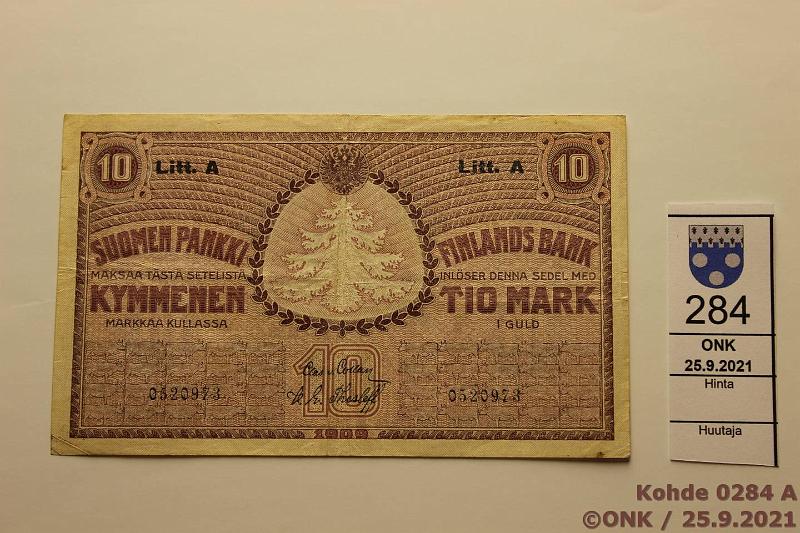 10 Litt. A Litt. A 10
SUOMEN PANKKI
MAKSAA TÄSTÄ SETELISTÄ
KYMMENEN
MARKKAA KULLASSA
FINLANDS BANK
INLÖSER DENNA SEDEL MED
TIO MARK
I GULD
10
0520973 0520973
1909
284
ONK
25.9.2021
Hinta
Huutaja
Kohde 0284 A
©ONK / 25.9.2021